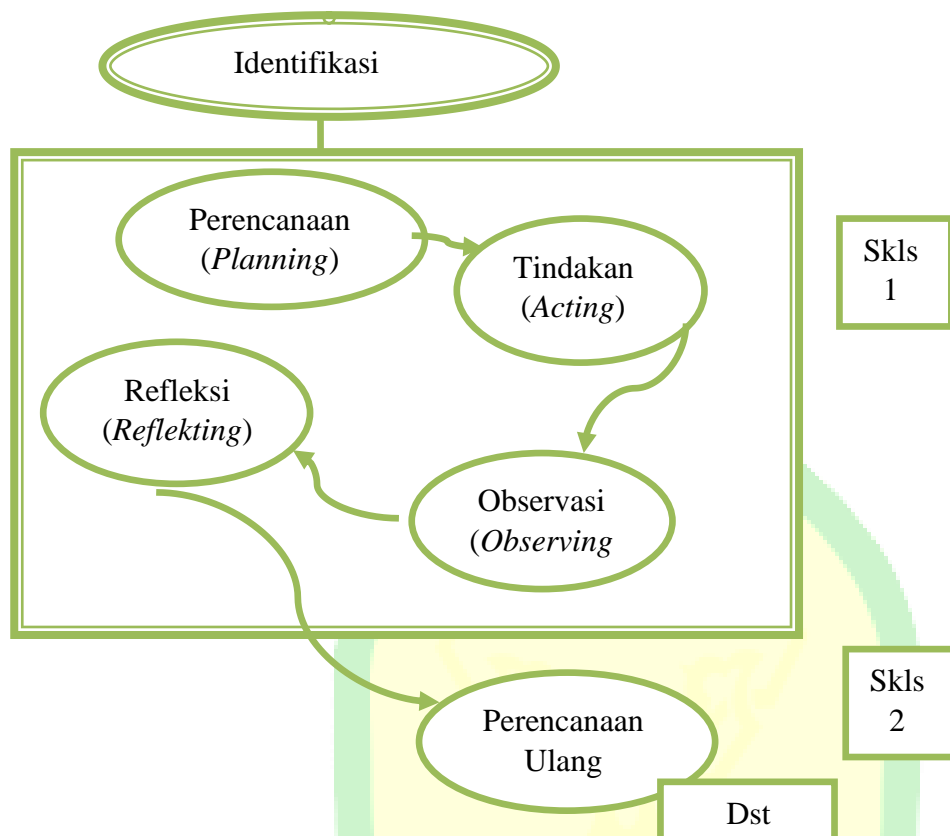 Identifikasi
Perencanaan
(Planning)
Tindakan
(Acting)
Skls
1
Refleksi
(Reflekting)
Observasi
(Observing
Perencanaan
Ulang
Skls
2
Dst